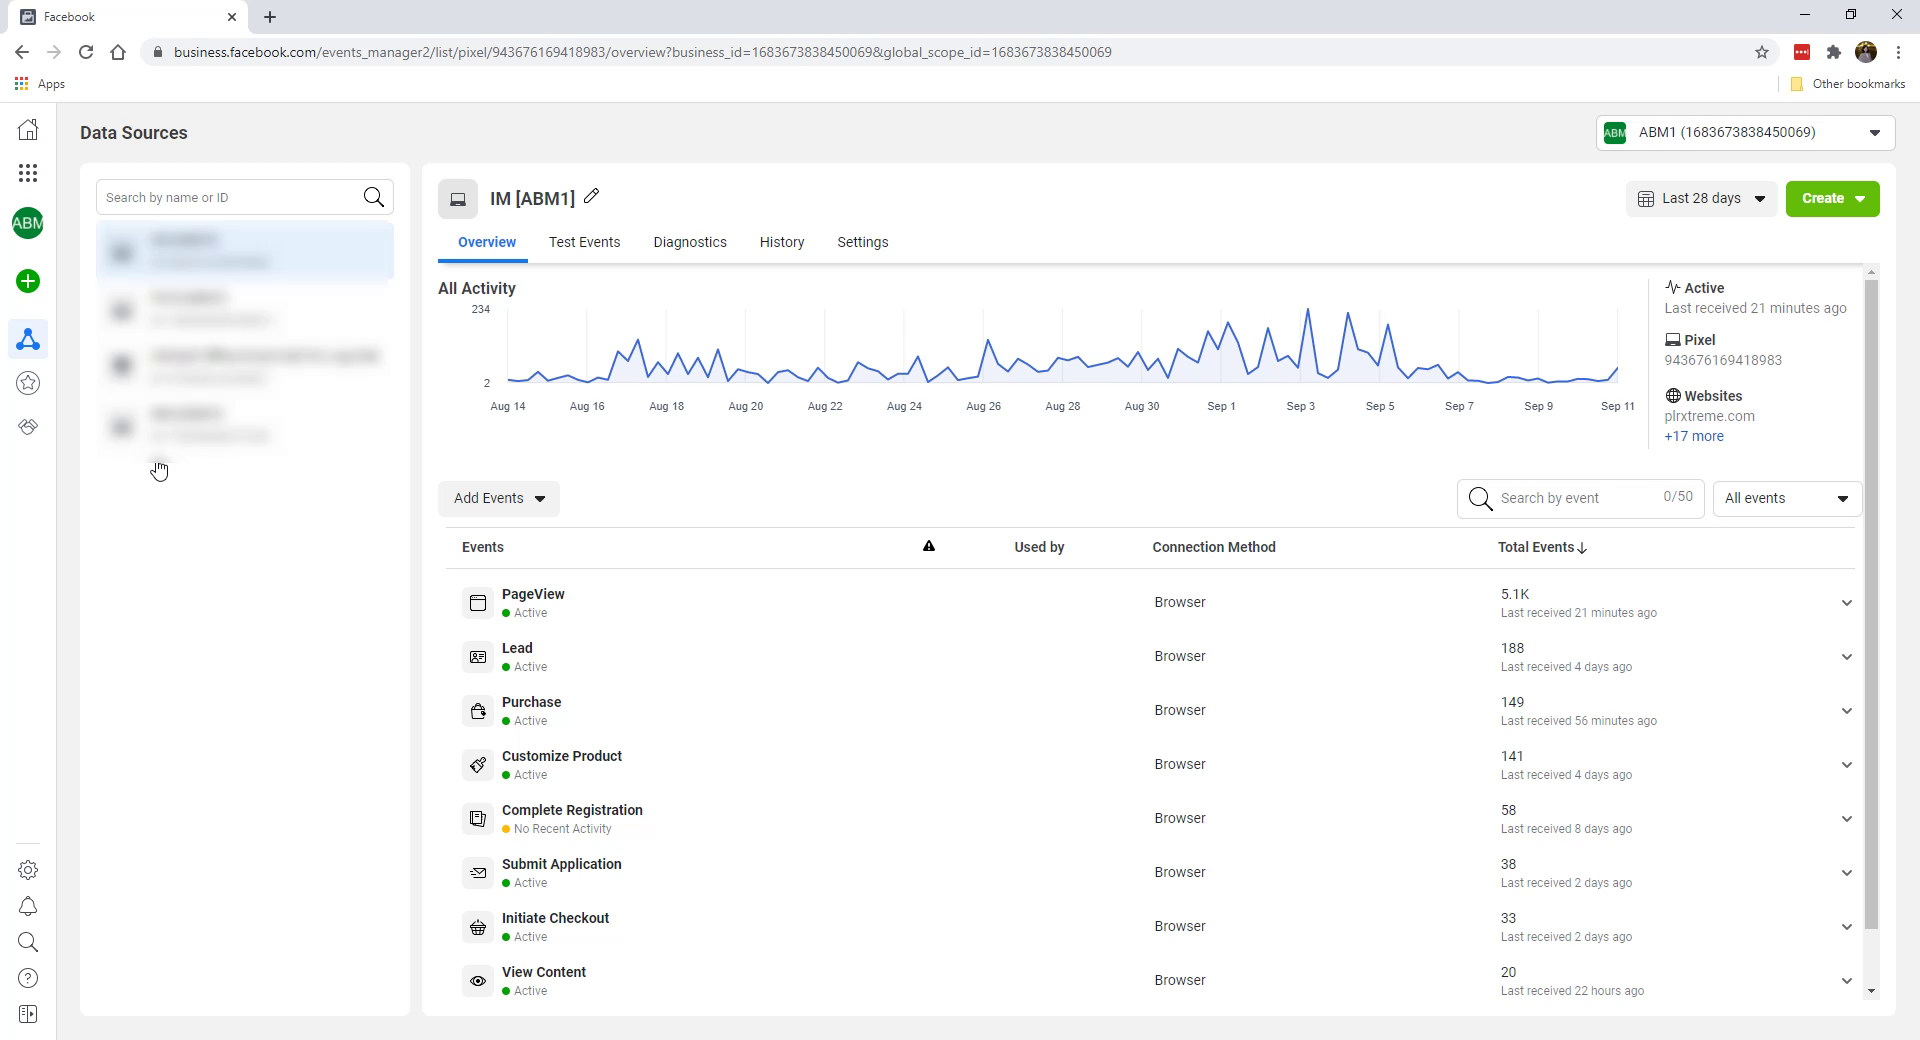 Facebook
business.facebook.com/events_manager2/list/pixel/943676169418983/overview?business_id=1683673838450069&global_scope_id=1683673838450069
Apps
Other bookmarks
Data Sources
ABM ABM1 (1683673838450069)
Search by name or ID
ABM
IM [ABM1]
Last 28 days
Create
Overview Test Events Diagnostics History Settings
All Activity
234
2
Aug 14 Aug 16 Aug 18 Aug 20 Aug 22 Aug 24 Aug 26 Aug 28 Aug 30 Sep 1 Sep 3 Sep 5 Sep 7 Sep 9 Sep 11
Active
Last received 21 minutes ago
Pixel
943676169418983
Websites
plrxtreme.com
+17 more
Add Events
Search by event 0/50
All events
Events Used by Connection Method Total Events
PageView Browser 5.1K
Active Last received 21 minutes ago
Lead Browser 188
Active Last received 4 days ago
Purchase Browser 149
Active Last received 56 minutes ago
Customize Product Browser 141
Active Last received 4 days ago
Complete Registration Browser 58
No Recent Activity Last received 8 days ago
Submit Application Browser 38
Active Last received 2 days ago
Initiate Checkout Browser 33
Active Last received 2 days ago
View Content Browser 20
Active Last received 22 hours ago